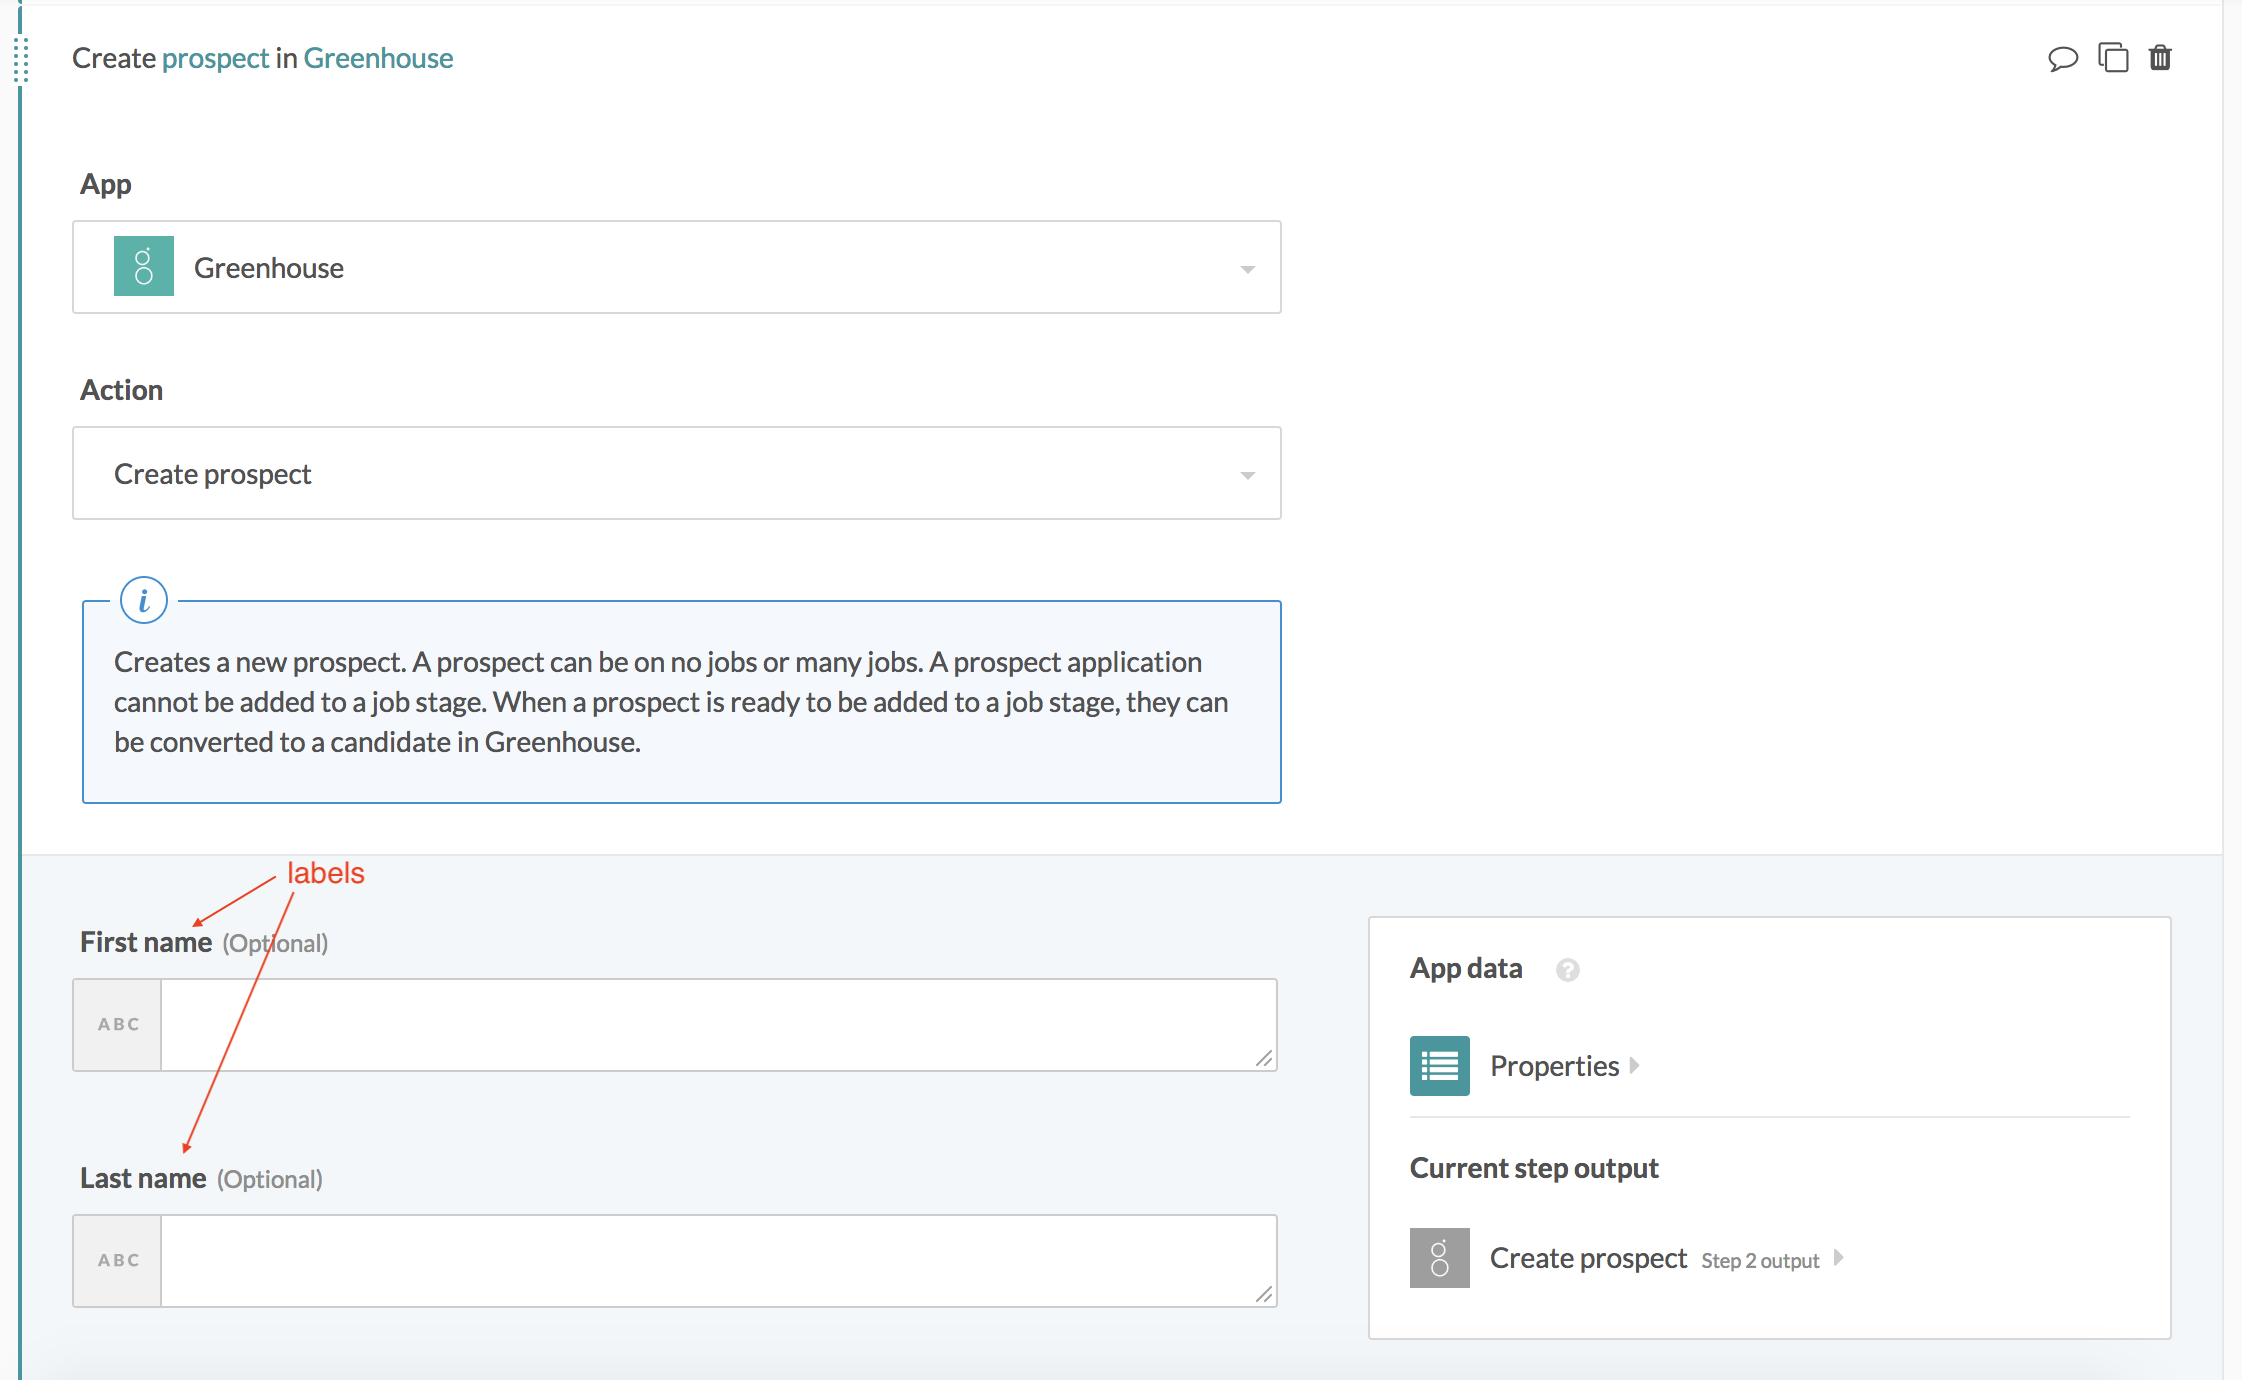 Create prospect in Greenhouse
App
Greenhouse
Action
Create prospect
i
Creates a new prospect. A prospect can be on no jobs or many jobs. A prospect application
cannot be added to a job stage. When a prospect is ready to be added to a job stage, they can
be converted to a candidate in Greenhouse.
labels
First name (Optional)
ABC
Last name (Optional)
ABC
App data ?
Properties
Current step output
Create prospect Step 2 output